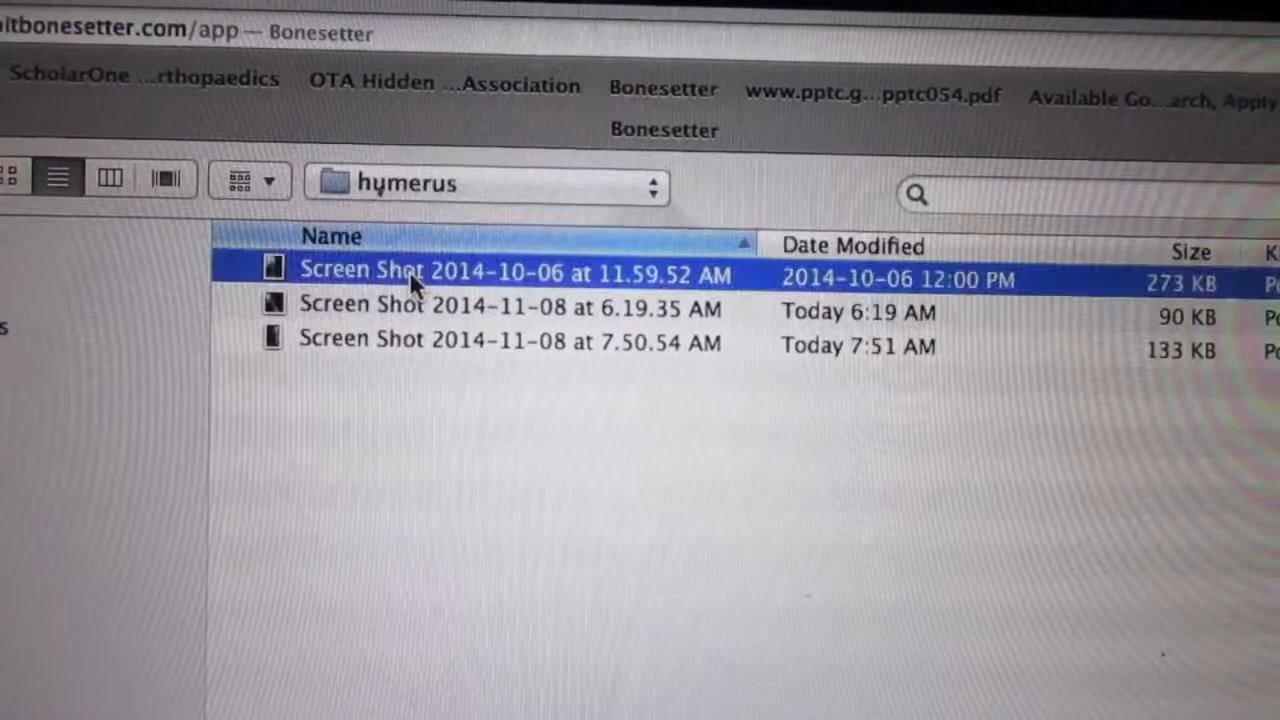 itbonesetter.com/app — Bonesetter
ScholarOne ...rthopaedics OTA Hidden ...Association Bonesetter www.pptc.g...pptc054.pdf Available Go...arch, Apply
Bonesetter
hymerus
Name Date Modified Size K
Screen Shot 2014-10-06 at 11.59.52 AM 2014-10-06 12:00 PM 273 KB Po
Screen Shot 2014-11-08 at 6.19.35 AM Today 6:19 AM 90 KB Po
s
Screen Shot 2014-11-08 at 7.50.54 AM Today 7:51 AM 133 KB Po